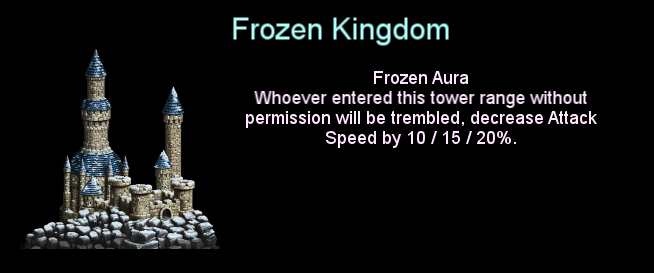 Frozen Kingdom
Frozen Aura
Whoever entered this tower range without
permission will be trembled, decrease Attack
Speed by 10 / 15 / 20%.